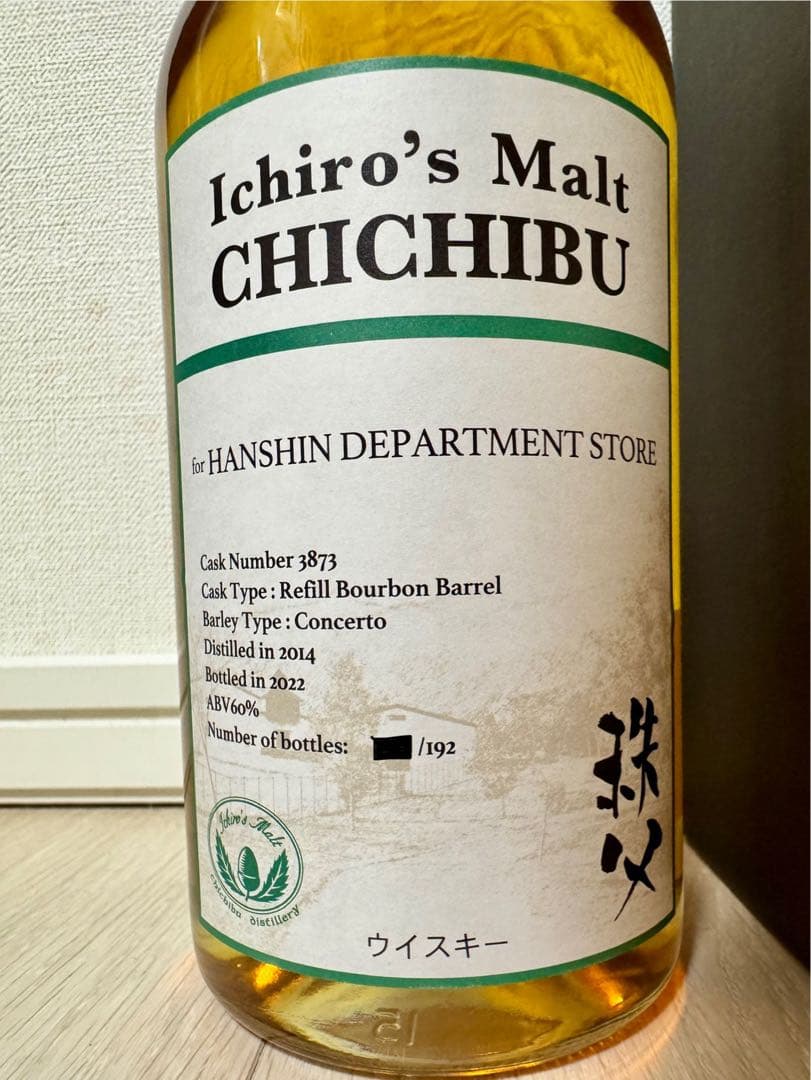 Ichiro's Malt
CHICHIBU
for HANSHIN DEPARTMENT STORE
Cask Number 3873
Cask Type : Refill Bourbon Barrel
Barley Type : Concerto
Distilled in 2014
Bottled in 2022
ABV60%
Number of bottles: /192
秩父
Ichiro's Malt
chichibu distillery
ウイスキー
15